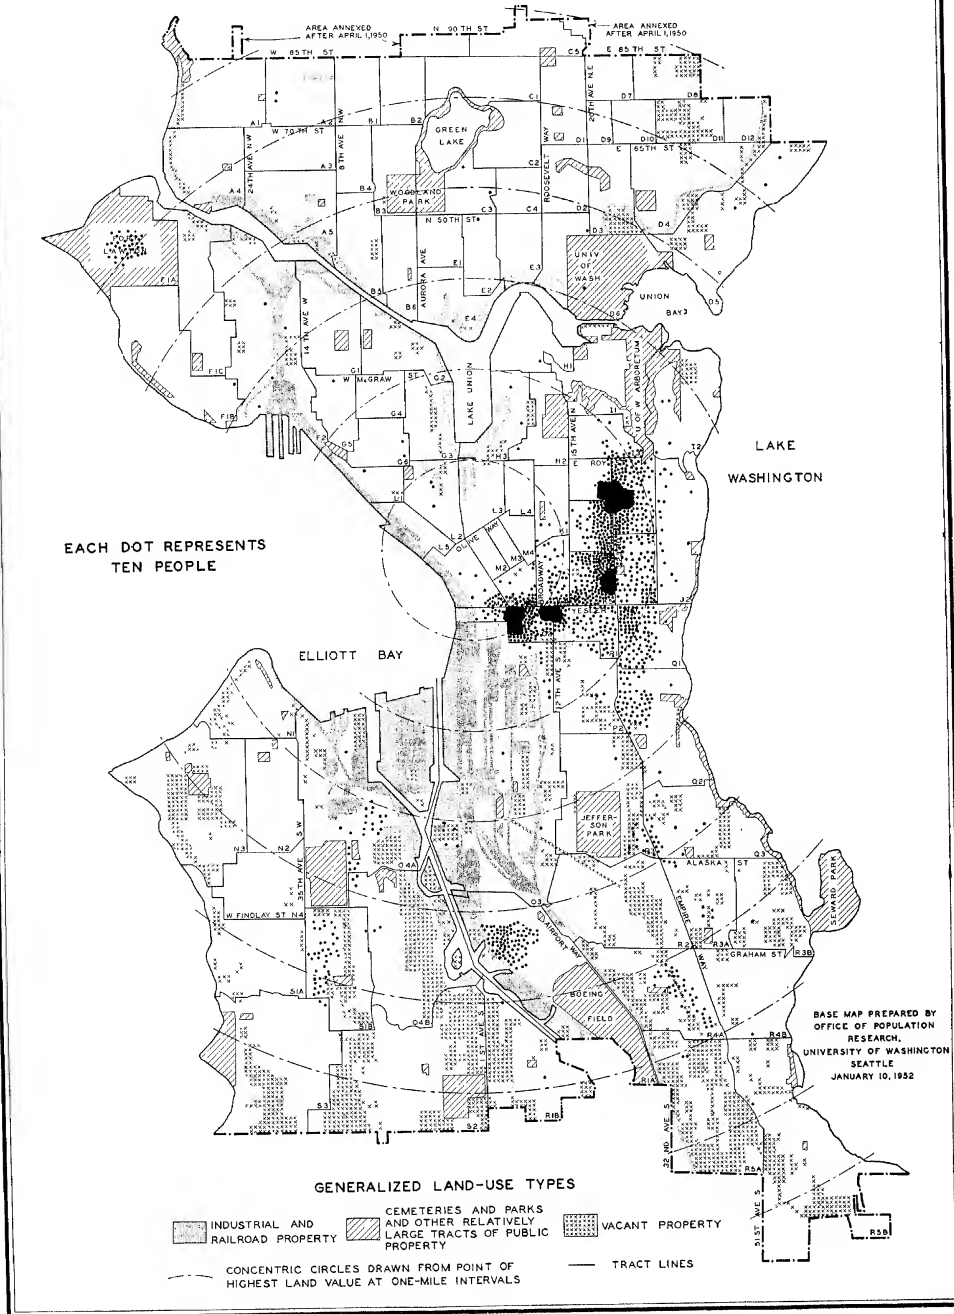 AREA ANNEXED
AFTER APRIL 1, 1950
N 90 TH ST
AREA ANNEXED
AFTER APRIL 1, 1950
W 85TH ST
C5
E 85TH ST
20TH AVE N.E.
D7
D8
C1
A1
A2
W 70TH ST
B1
B2
24TH AVE N W
8TH AVE N.W
GREEN
LAKE
ROOSEVELT WAY
D1
D9
D10
D11
D12
E 65TH ST
A3
C2
A4
B4
WOODLAND
PARK
B3
C3
C4
D2
N 50TH ST
D3
D4
A5
UNIV
OF
WASH
F1A
AURORA AVE
E1
E3
E2
B5
B6
E4
D6
UNION
BAY
D5
14TH AVE W
G1
G2
W McGRAW ST
F1C
H1
LAKE UNION
U OF W ARBORETUM
F1B
G4
15TH AVE N
I1
F2
G5
G6
G3
H3
H2
E ROY
T2
LAKE
WASHINGTON
L1
L3
L4
K1
L2
OLIVE WAY
L5
M2
M3
M4
BROADWAY
EACH DOT REPRESENTS
TEN PEOPLE
J2
YESLER
ELLIOTT BAY
12 TH AVE S
Q1
N1
P2
Q2
JEFFER-
SON
PARK
N3
N2
35TH AVE S W
O4A
ALASKA ST
Q3
SEWARD PARK
EMPIRE WAY
W FINDLAY ST
N4
O3
AIRPORT WAY
R2
R3A
GRAHAM ST
R3B
S1A
BOEING
FIELD
S1B
O4B
1 ST AVE S
R4A
R4B
BASE MAP PREPARED BY
OFFICE OF POPULATION
RESEARCH,
UNIVERSITY OF WASHINGTON
SEATTLE
JANUARY 10, 1952
R1A
S3
S2
R1B
32 ND AVE S
R5A
51ST AVE S
R5B
GENERALIZED LAND-USE TYPES
INDUSTRIAL AND
RAILROAD PROPERTY
CEMETERIES AND PARKS
AND OTHER RELATIVELY
LARGE TRACTS OF PUBLIC
PROPERTY
VACANT PROPERTY
CONCENTRIC CIRCLES DRAWN FROM POINT OF
HIGHEST LAND VALUE AT ONE-MILE INTERVALS
TRACT LINES